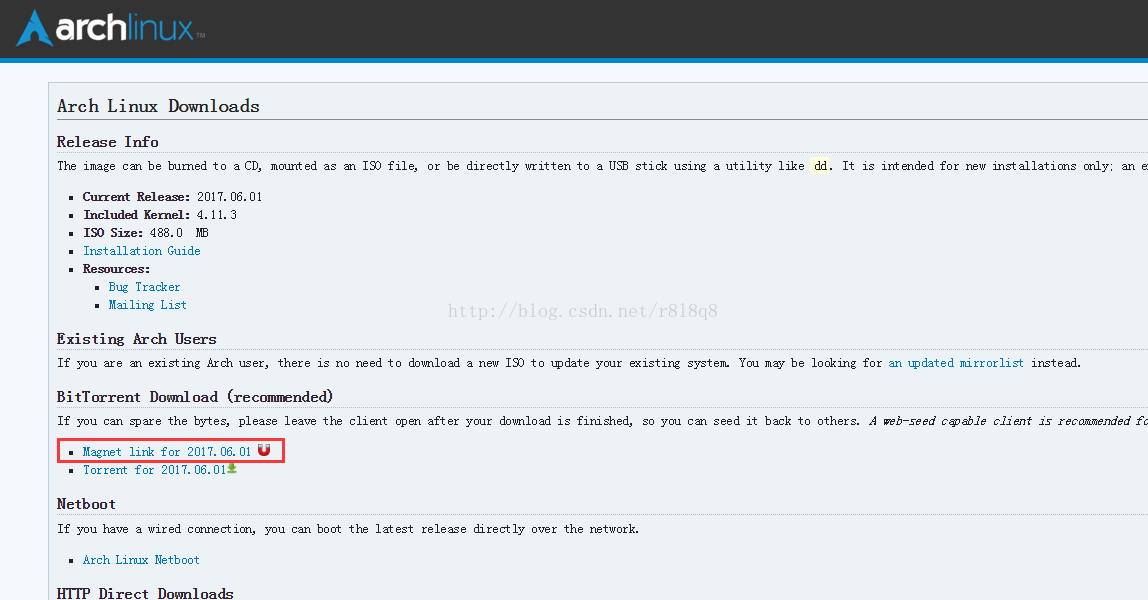 archlinux™
Arch Linux Downloads
Release Info
The image can be burned to a CD, mounted as an ISO file, or be directly written to a USB stick using a utility like dd. It is intended for new installations only; an e
Current Release: 2017.06.01
Included Kernel: 4.11.3
ISO Size: 488.0 MB
Installation Guide
Resources:
Bug Tracker
Mailing List
http://blog.csdn.net/r818q8
Existing Arch Users
If you are an existing Arch user, there is no need to download a new ISO to update your existing system. You may be looking for an updated mirrorlist instead.
BitTorrent Download (recommended)
If you can spare the bytes, please leave the client open after your download is finished, so you can seed it back to others. A web-seed capable client is recommended fo
Magnet link for 2017.06.01
Torrent for 2017.06.01
Netboot
If you have a wired connection, you can boot the latest release directly over the network.
Arch Linux Netboot
HTTP Direct Downloads